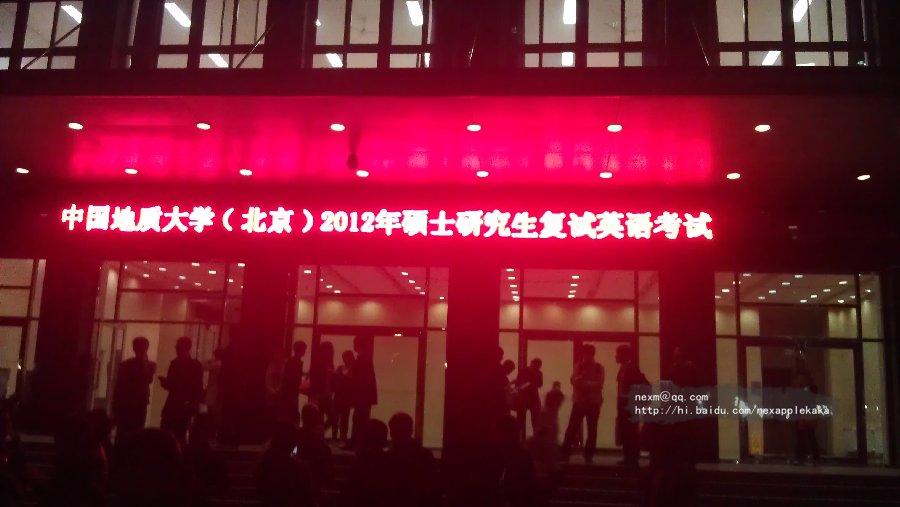 中国地质大学（北京）2012年硕士研究生复试英语考试
nexm@qq.com
http://hi.baidu.com/nexapplekaka